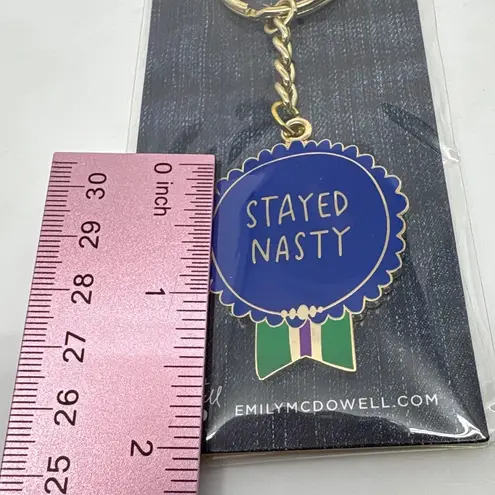 STAYED
NASTY
EMILYMCDOWELL.COM
0 inch
1
2
30
29
28
27
26
25